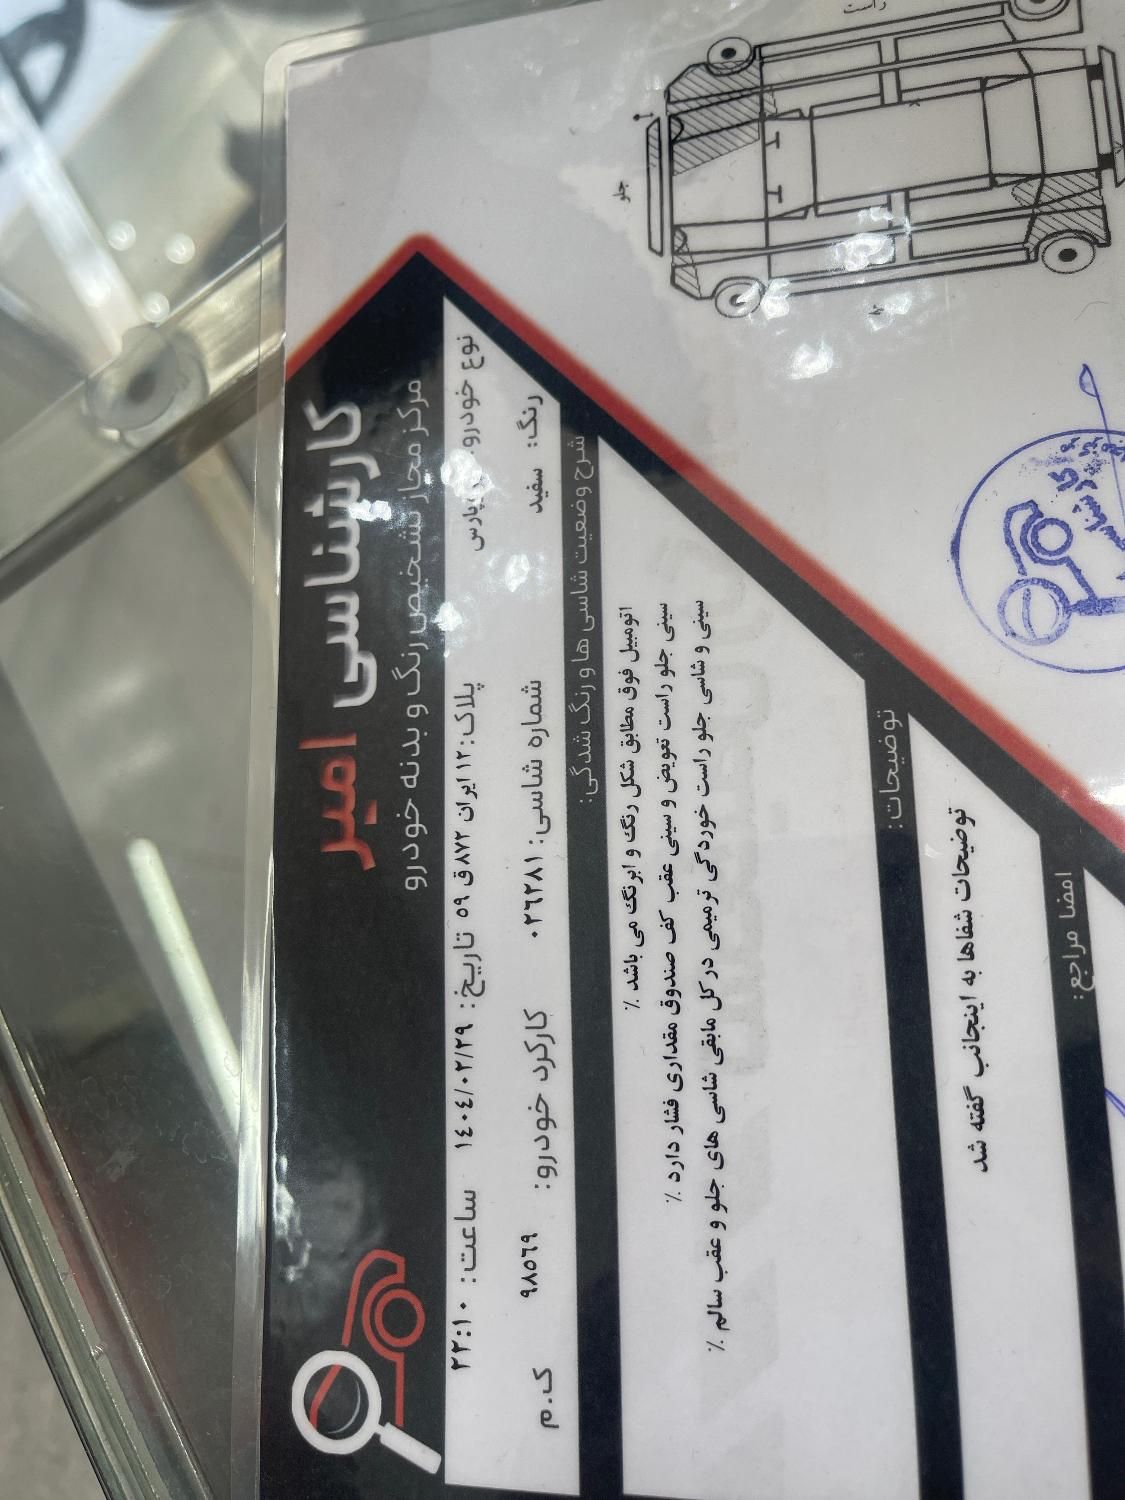 کارشناسی امیر
مرکز مجاز تشخیص رنگ و بدنه خودرو
نوع خودرو: پارس پلاک: ۱۲ ایران ۸۷۲ ق ۵۹ تاریخ: ۱۴۰۴/۰۲/۲۹ ساعت: ۲۲:۱۰
رنگ: سفید شماره شاسی: ۰۲۶۲۸۱ کارکرد خودرو: ۹۸۵۶۹ ک.م
شرح وضعیت شاسی ها و رنگ شدگی:
اتومبیل فوق مطابق شکل رنگ و ابرنگ می باشد ٪
سینی جلو راست تعویض و سینی عقب کف صندوق مقداری فشار دارد ٪
سینی و شاسی جلو راست خوردگی ترمیمی در کل مابقی شاسی های جلو و عقب سالم ٪
توضیحات:
توضیحات شفاها به اینجانب گفته شد
امضا مراجع:
راست
جلو
کارشناسی